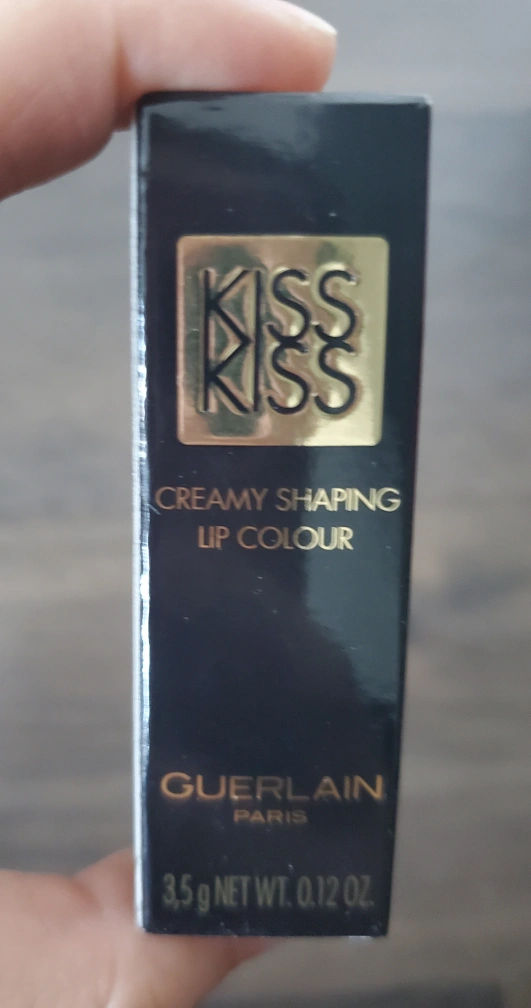 KISS
KISS
CREAMY SHAPING
LIP COLOUR
GUERLAIN
PARIS
3,5 g NET WT. 0.12 OZ.